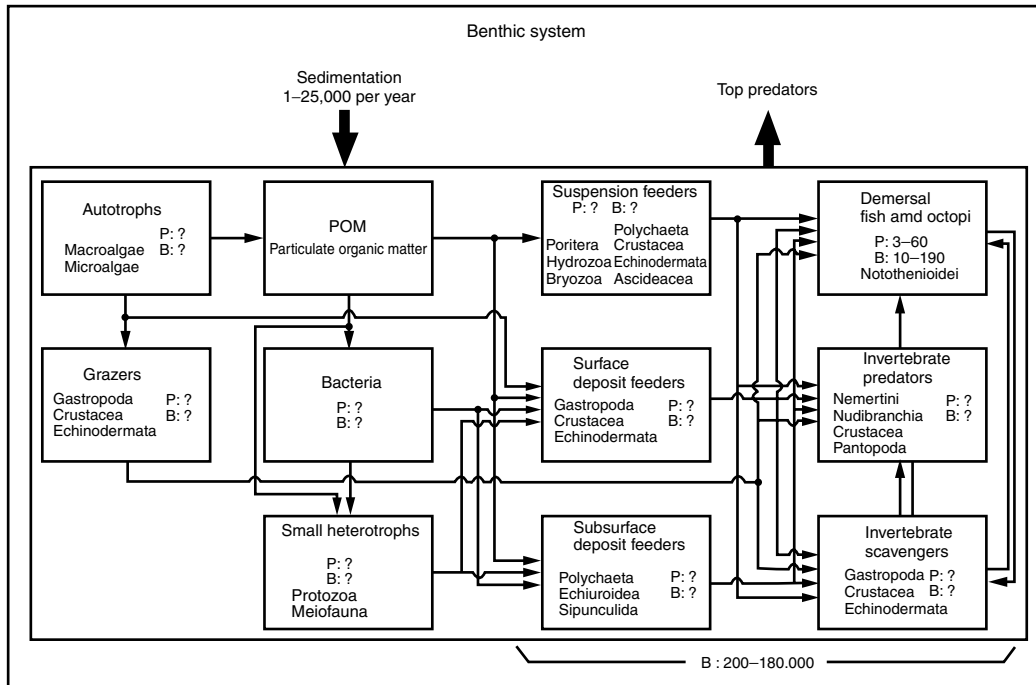 Benthic system
Sedimentation
1–25,000 per year
Top predators
Autotrophs
P: ?
Macroalgae B: ?
Microalgae
POM
Particulate organic matter
Suspension feeders
P: ? B: ?
Polychaeta
Poritera Crustacea
Hydrozoa Echinodermata
Bryozoa Ascideacea
Demersal
fish amd octopi
P: 3–60
B: 10–190
Notothenioidei
Grazers
Gastropoda P: ?
Crustacea B: ?
Echinodermata
Bacteria
P: ?
B: ?
Surface
deposit feeders
Gastropoda P: ?
Crustacea B: ?
Echinodermata
Invertebrate
predators
Nemertini P: ?
Nudibranchia B: ?
Crustacea
Pantopoda
Small heterotrophs
P: ?
B: ?
Protozoa
Meiofauna
Subsurface
deposit feeders
Polychaeta P: ?
Echiuroidea B: ?
Sipunculida
Invertebrate
scavengers
Gastropoda P: ?
Crustacea B: ?
Echinodermata
B : 200–180.000